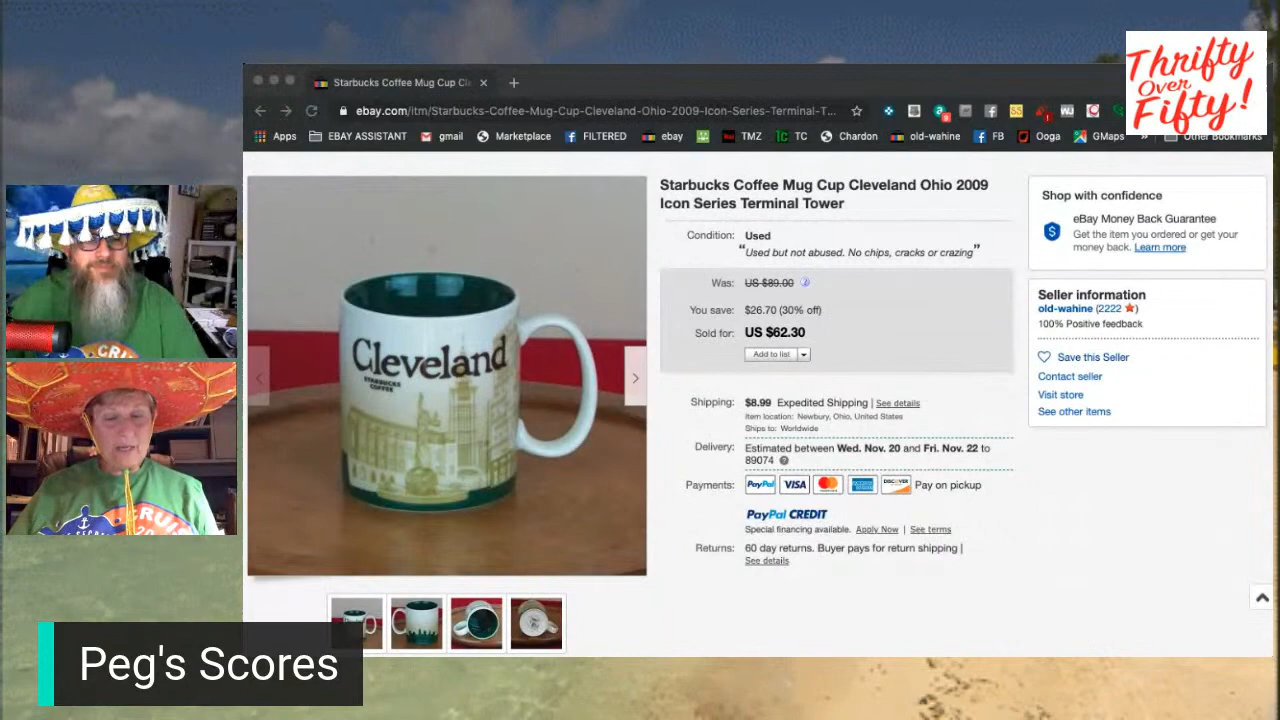 Thrifty
Over
Fifty!
Starbucks Coffee Mug Cup Cle
ebay.com/itm/Starbucks-Coffee-Mug-Cup-Cleveland-Ohio-2009-Icon-Series-Terminal-T...
Apps
EBAY ASSISTANT
gmail
Marketplace
FILTERED
ebay
TMZ
TC
Chardon
old-wahine
FB
Ooga
GMaps
Other Bookmarks
Starbucks Coffee Mug Cup Cleveland Ohio 2009
Icon Series Terminal Tower
Condition: Used
"Used but not abused. No chips, cracks or crazing"
Was: US $89.00
You save: $26.70 (30% off)
Sold for: US $62.30
Add to list
Shipping: $8.99 Expedited Shipping | See details
Item location: Newbury, Ohio, United States
Ships to: Worldwide
Delivery: Estimated between Wed. Nov. 20 and Fri. Nov. 22 to
89074
Payments: PayPal VISA MasterCard DISCOVER Pay on pickup
PayPal CREDIT
Special financing available. Apply Now | See terms
Returns: 60 day returns. Buyer pays for return shipping |
See details
Shop with confidence
eBay Money Back Guarantee
Get the item you ordered or get your
money back. Learn more
Seller information
old-wahine (2222)
100% Positive feedback
Save this Seller
Contact seller
Visit store
See other items
Cleveland
STARBUCKS
COFFEE
CRUIS
Peg's Scores